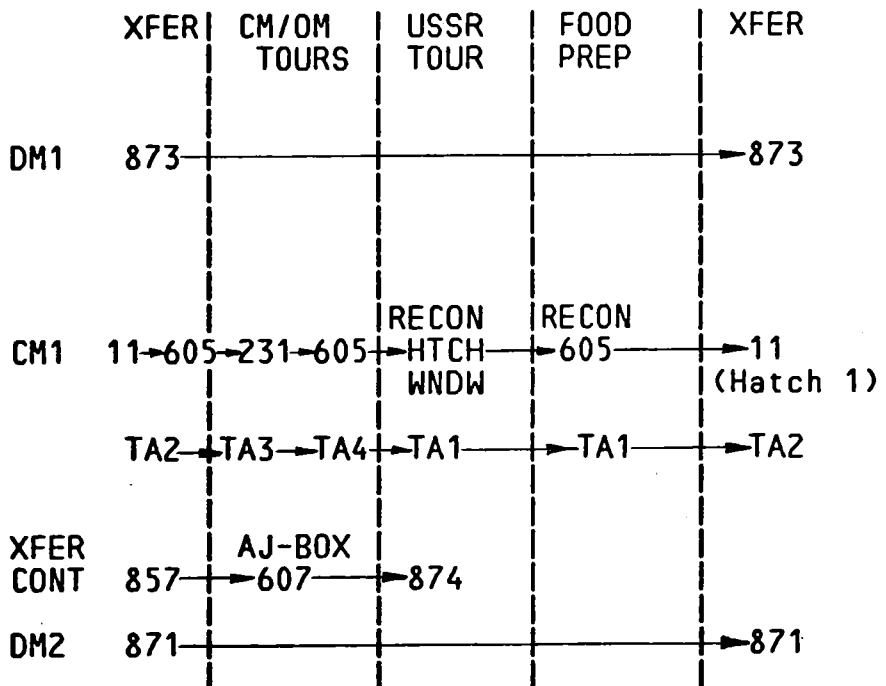 XFER CM/OM USSR FOOD XFER
TOURS TOUR PREP
DM1 873 873
RECON RECON
CM1 11 605 231 605 HTCH 605 11
WNDW (Hatch 1)
TA2 TA3 TA4 TA1 TA1 TA2
XFER AJ-BOX
CONT 857 607 874
DM2 871 871